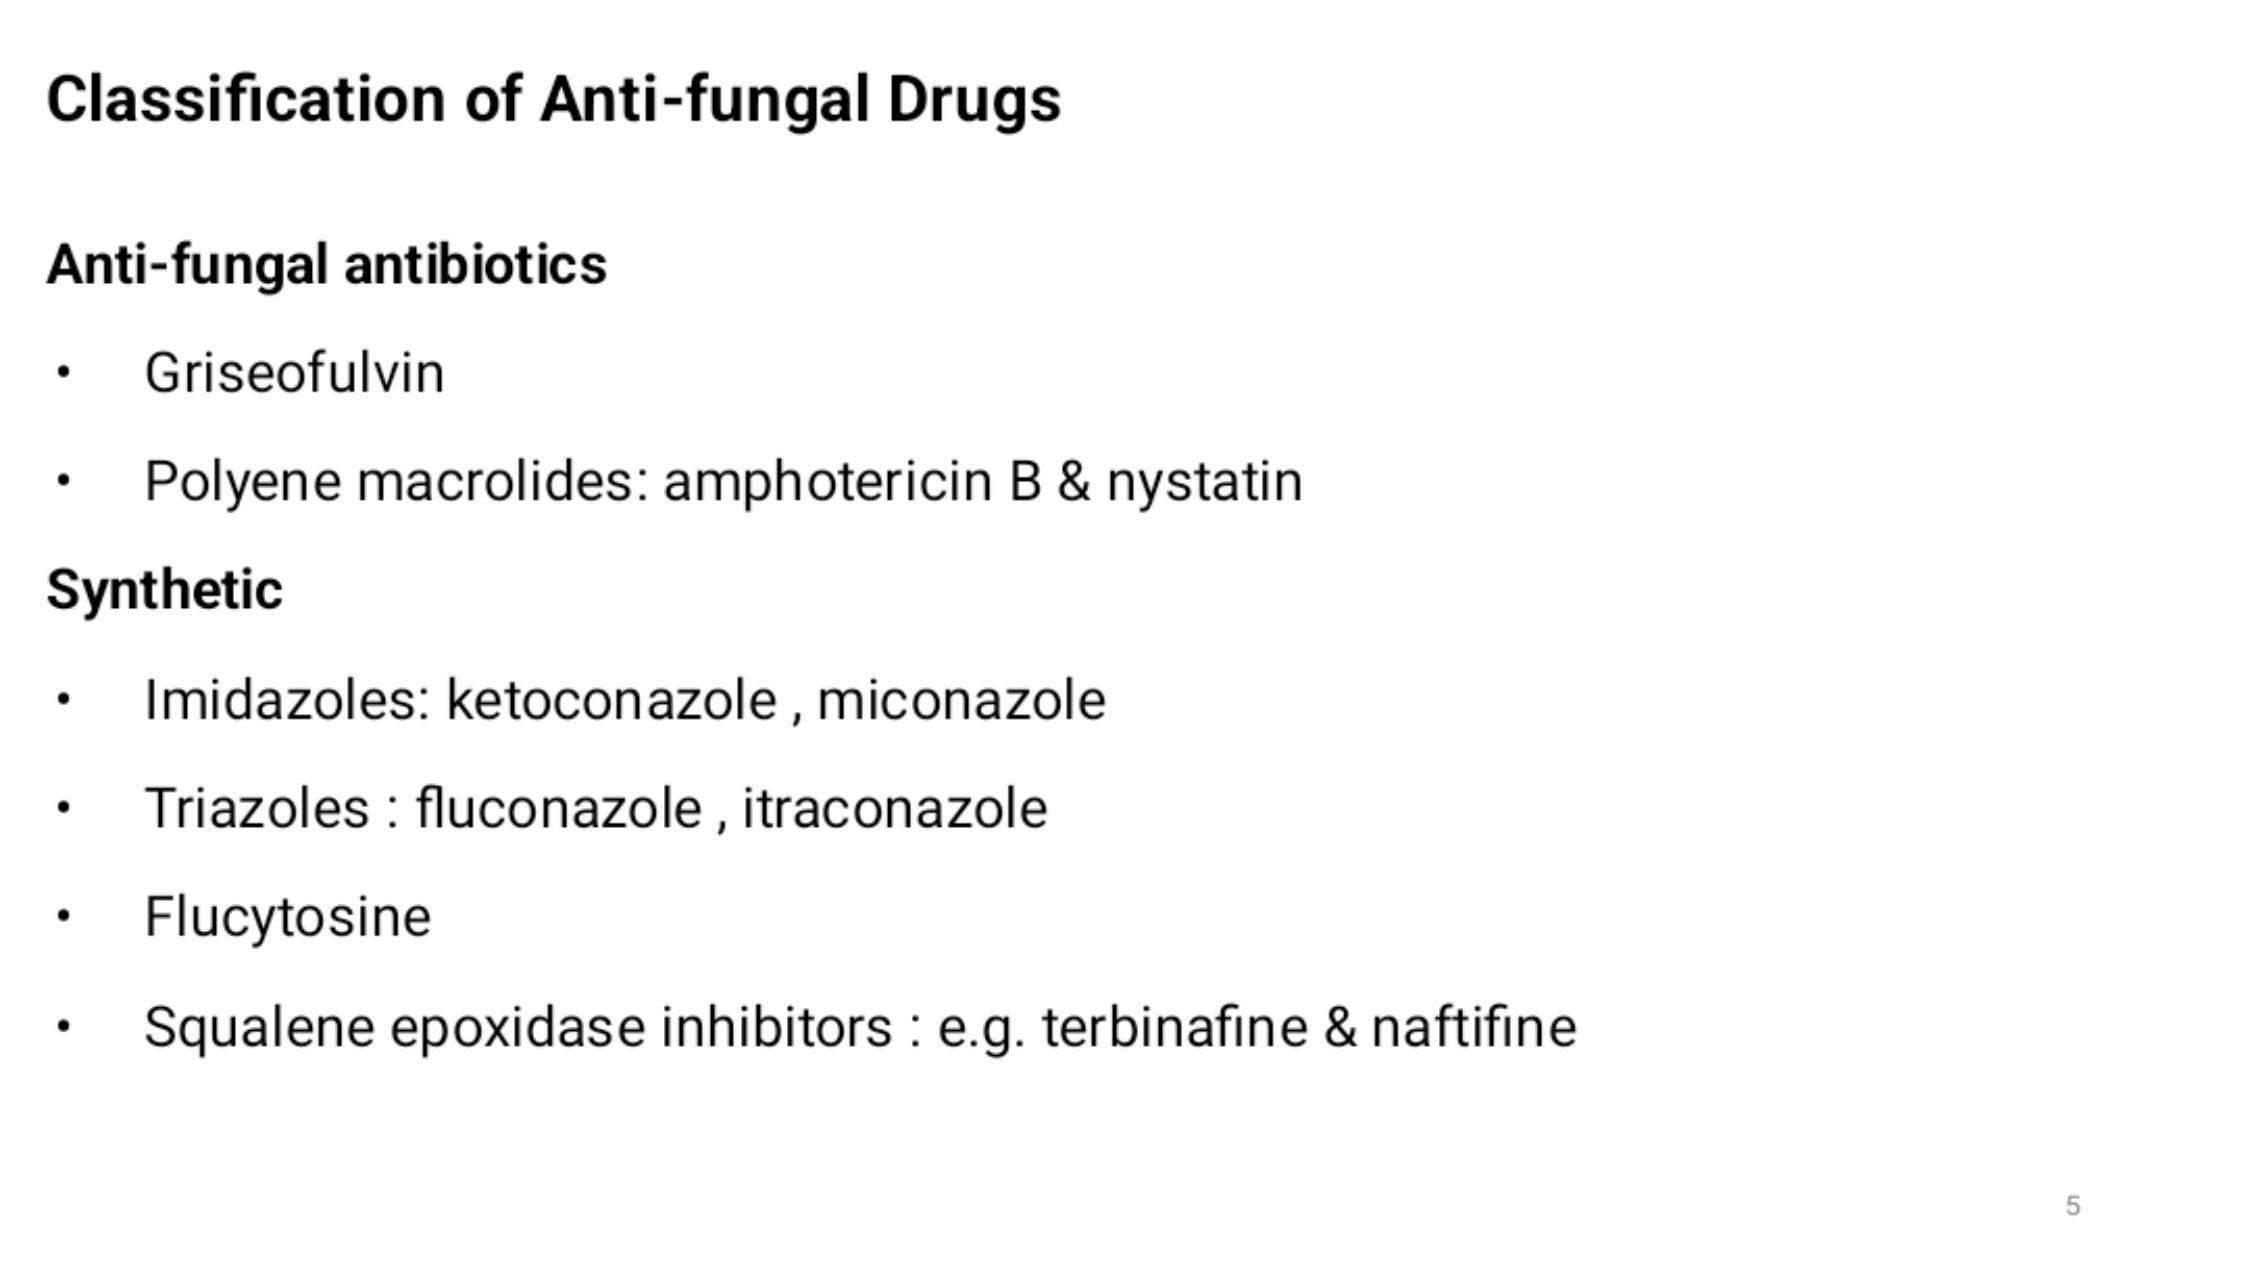 Classification of Anti-fungal Drugs
Anti-fungal antibiotics
• Griseofulvin
• Polyene macrolides: amphotericin B & nystatin
Synthetic
• Imidazoles: ketoconazole , miconazole
• Triazoles : fluconazole , itraconazole
• Flucytosine
• Squalene epoxidase inhibitors : e.g. terbinafine & naftifine
5